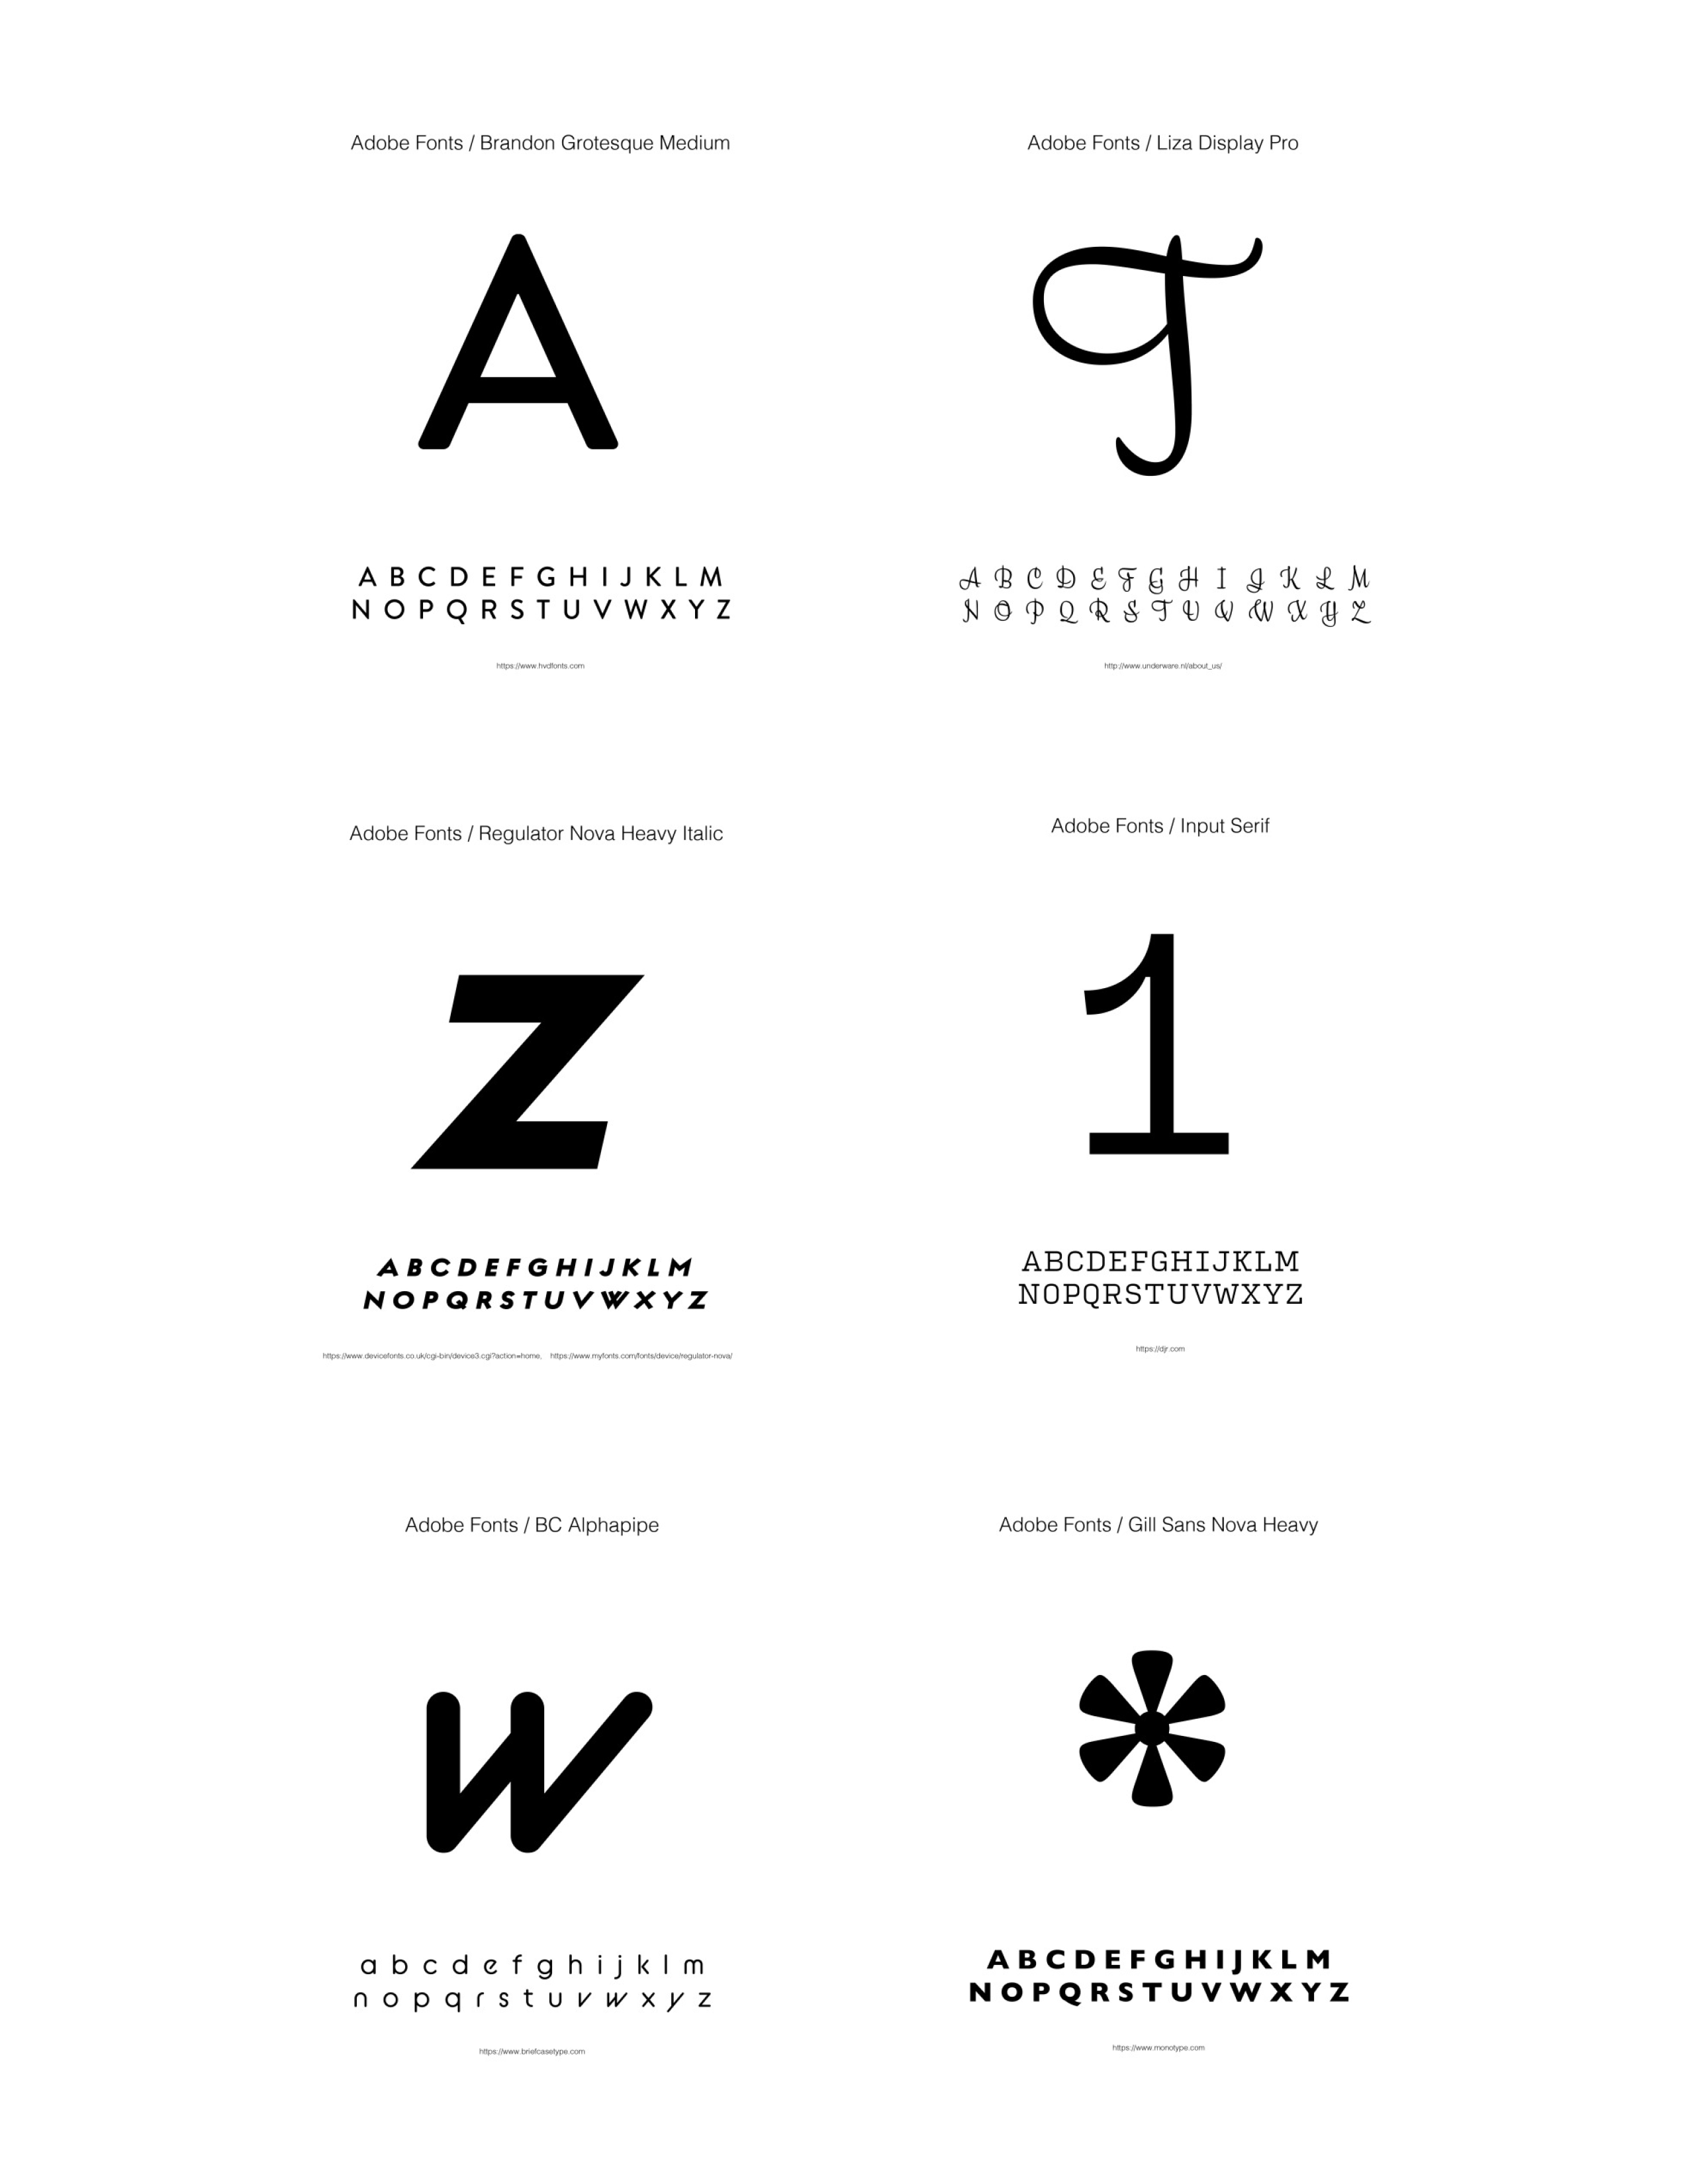 Adobe Fonts / Brandon Grotesque Medium
A
A B C D E F G H I J K L M
N O P Q R S T U V W X Y Z
https://www.hvdfonts.com
Adobe Fonts / Liza Display Pro
T
A B C D E F G H I J K L M
N O P Q R S T U V W X Y Z
http://www.underware.nl/about_us/
Adobe Fonts / Regulator Nova Heavy Italic
Z
A B C D E F G H I J K L M
N O P Q R S T U V W X Y Z
https://www.devicefonts.co.uk/cgi-bin/device3.cgi?action=home, https://www.myfonts.com/fonts/device/regulator-nova/
Adobe Fonts / Input Serif
1
ABCDEFGHIJKLM
NOPQRSTUVWXYZ
https://djr.com
Adobe Fonts / BC Alphapipe
w
a b c d e f g h i j k l m
n o p q r s t u v w x y z
https://www.briefcasetype.com
Adobe Fonts / Gill Sans Nova Heavy
*
A B C D E F G H I J K L M
N O P Q R S T U V W X Y Z
https://www.monotype.com